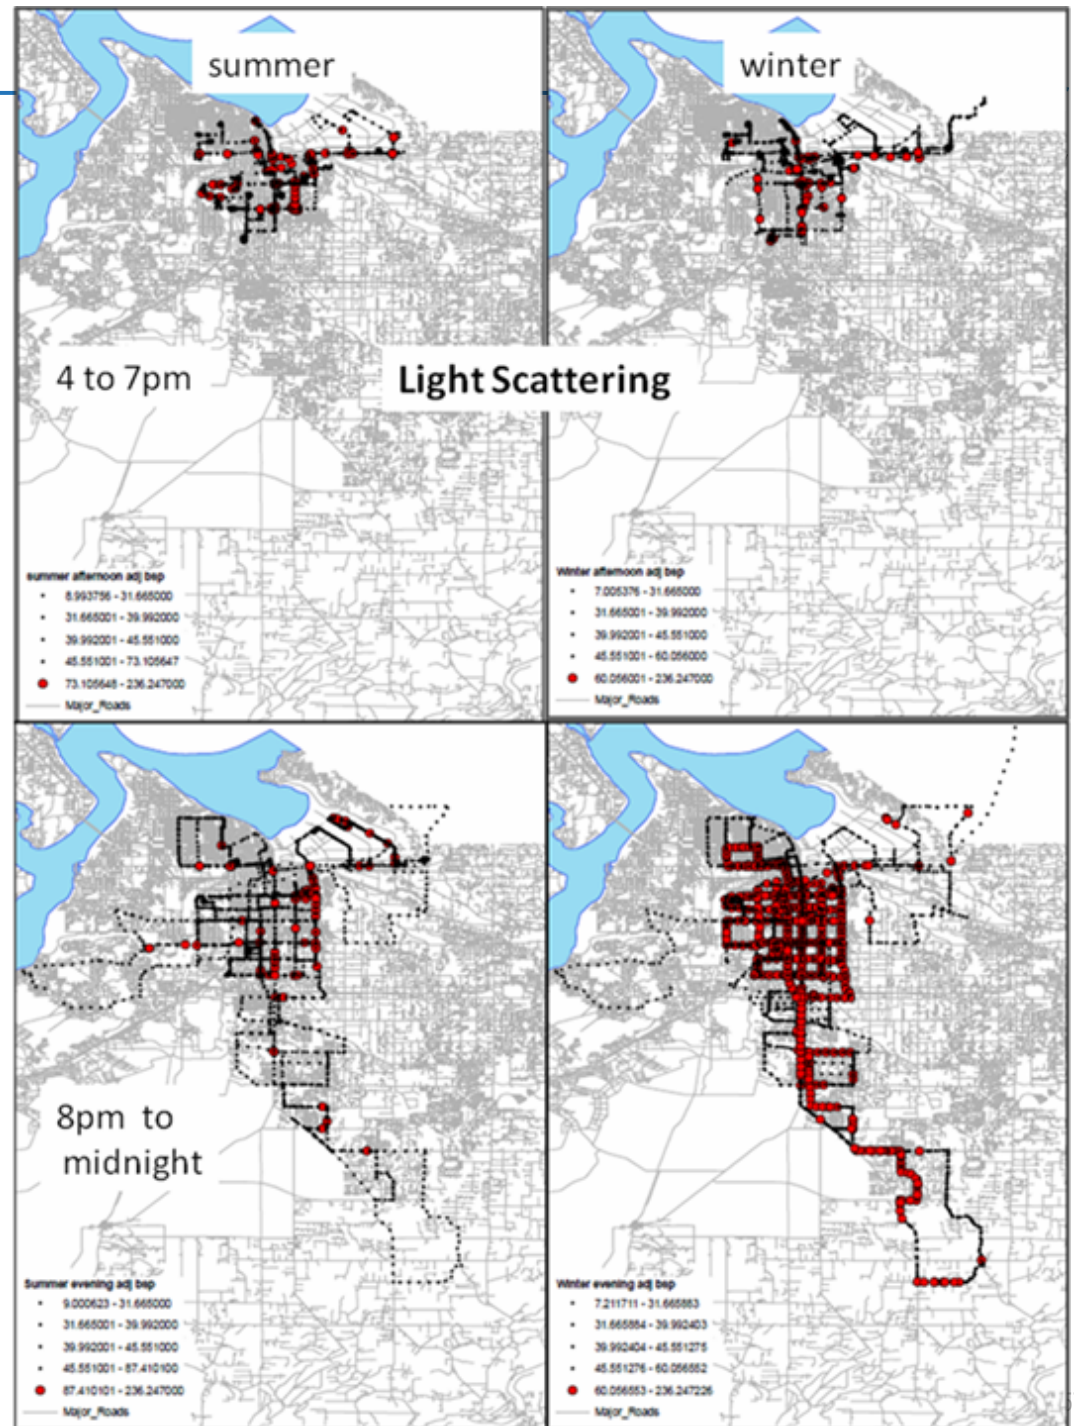 summer
winter
4 to 7pm
Light Scattering
summer afternoon adj bsp
8.993756 - 31.665000
31.665001 - 39.992000
39.992001 - 45.551000
45.551001 - 73.105647
73.105648 - 236.247000
Major_Roads
Winter afternoon adj bsp
7.005376 - 31.665000
31.665001 - 39.992000
39.992001 - 45.551000
45.551001 - 60.056000
60.056001 - 236.247000
Major_Roads
8pm to
midnight
Summer evening adj bsp
9.000623 - 31.665000
31.665001 - 39.992000
39.992001 - 45.551000
45.551001 - 87.410100
87.410101 - 236.247000
Major_Roads
Winter evening adj bsp
7.211711 - 31.665883
31.665884 - 39.992403
39.992404 - 45.551275
45.551276 - 60.056552
60.056553 - 236.247226
Major_Roads